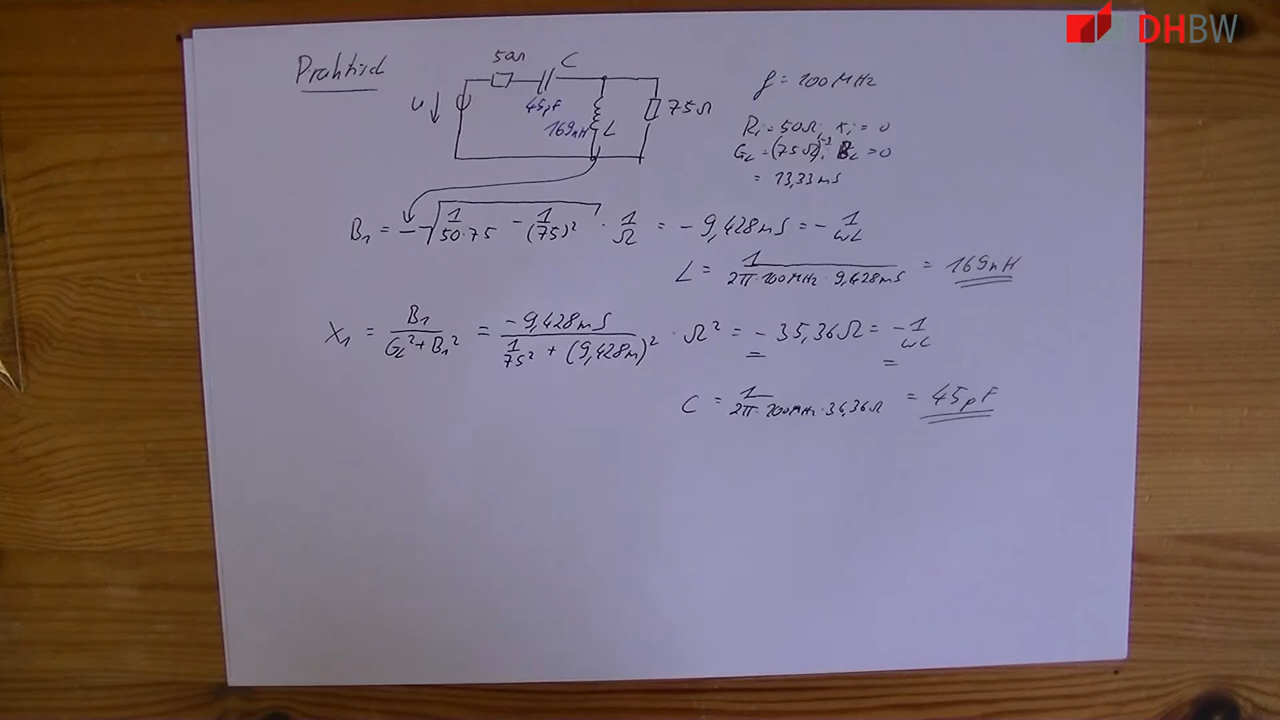 DHBW
Praktisch
50Ω C
U 45pF 169nH L 75Ω
f = 100 MHz
Ri = 50Ω; xi = 0
GL = (75Ω)^-1; BL = 0
= 13,33 mS
B1 = − √(1/(50·75) − 1/(75)²) · 1/Ω = − 9,428 mS = − 1/ωL
L = 1/(2π·100MHz·9,428mS) = 169nH
X1 = B1/(GL² + B1²) = −9,428mS/(1/75² + (9,428m)²) · Ω² = − 35,36Ω = −1/ωC
C = 1/(2π·100MHz·36,36Ω) = 45pF